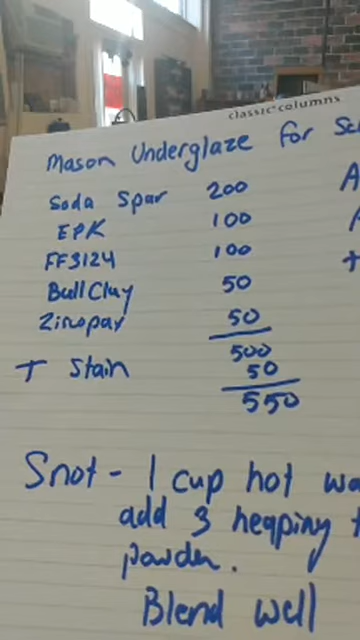 classic columns
Mason Underglaze for
Soda Spar 200
EPK 100
FF3124 100
Ball Clay 50
Zircopax 50
500
+ Stain 50
550
Snot - 1 cup hot wa
add 3 heaping t
powder.
Blend well